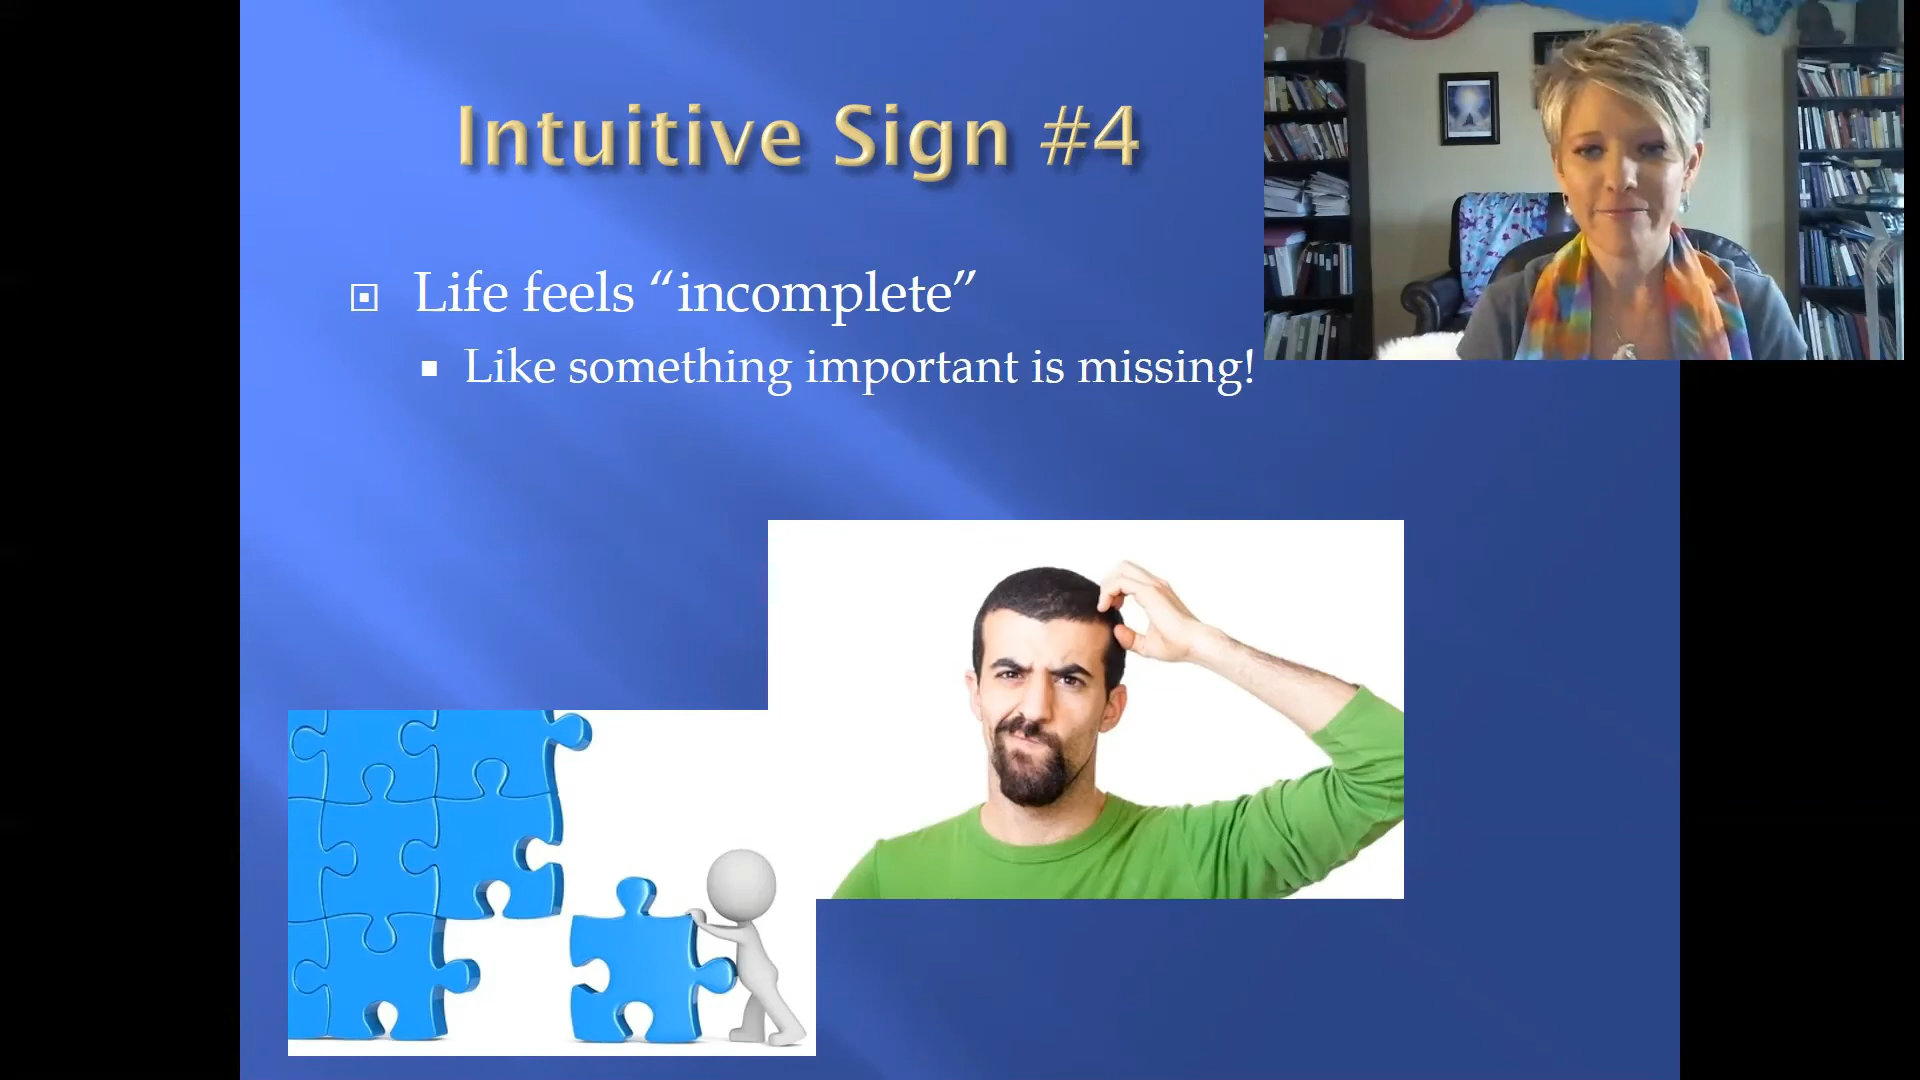 Intuitive Sign #4
Life feels “incomplete”
Like something important is missing!